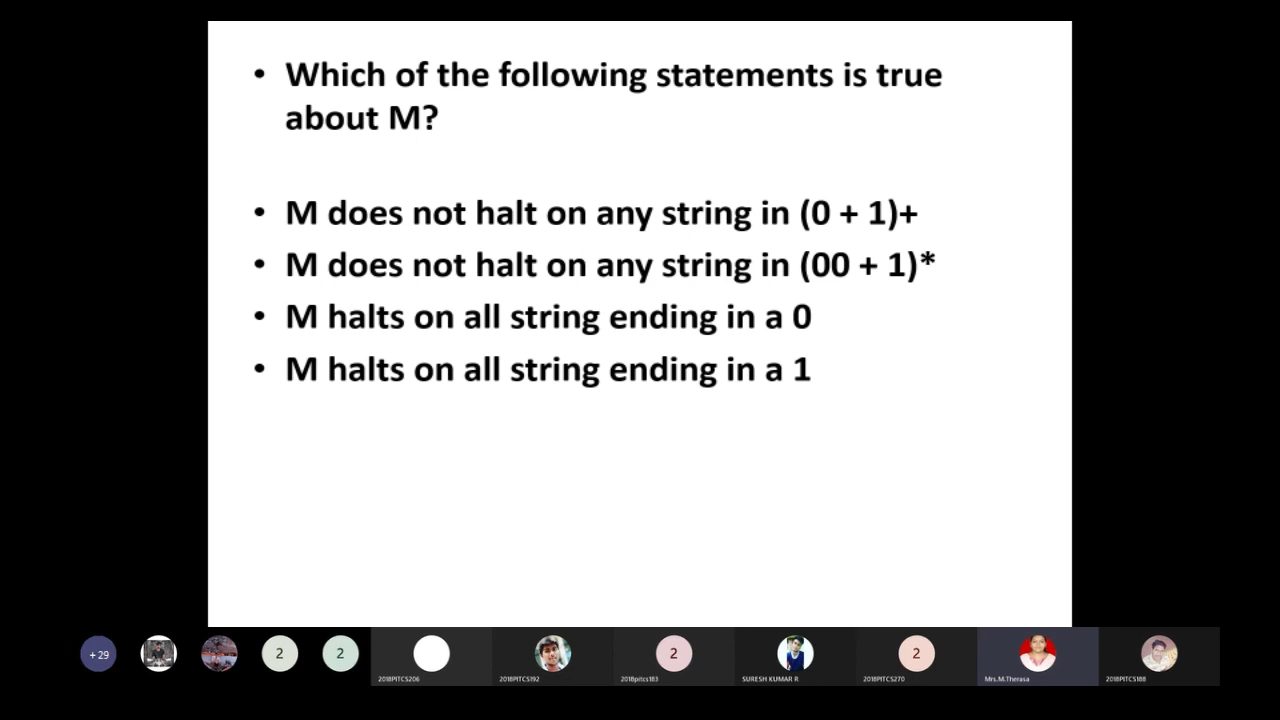 • Which of the following statements is true
about M?
• M does not halt on any string in (0 + 1)+
• M does not halt on any string in (00 + 1)*
• M halts on all string ending in a 0
• M halts on all string ending in a 1
+ 29
2
2
2
2
2018PITCS206
2018PITCS192
2018pitcs183
SURESH KUMAR R
2018PITCS270
Mrs.M.Therasa
2018PITCS188